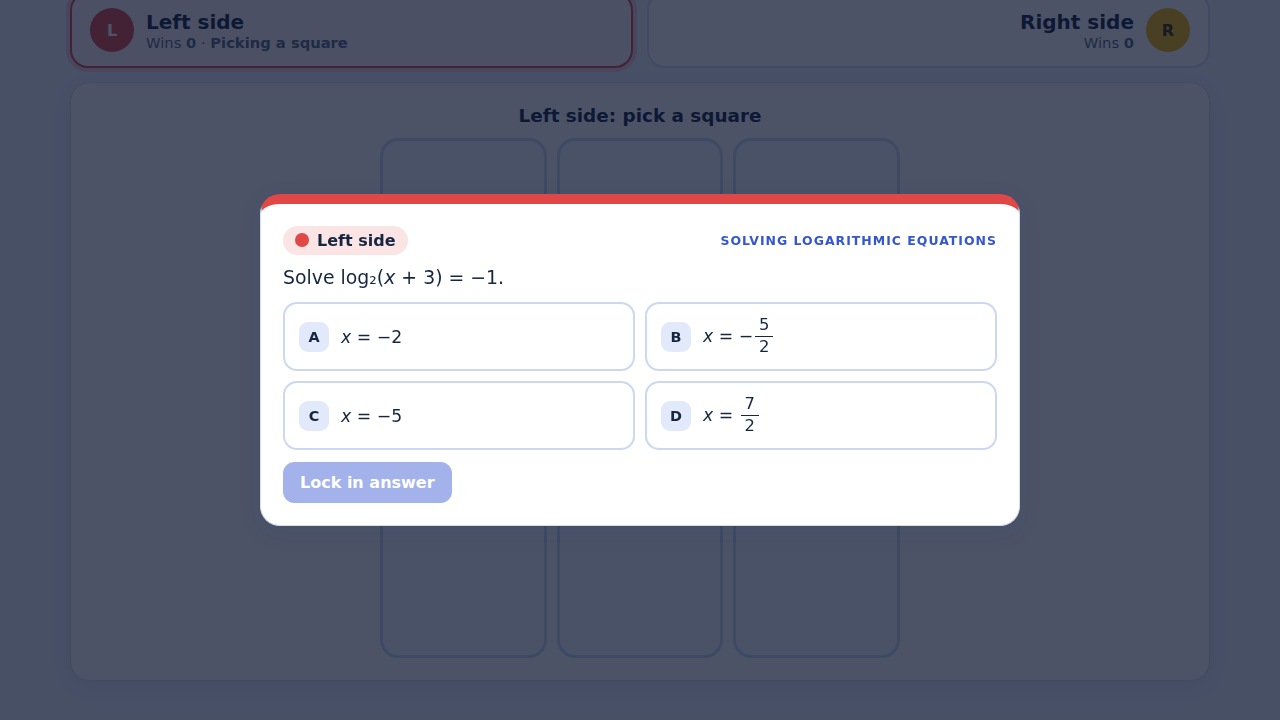 L
Left side
Wins 0 · Picking a square
Right side
Wins 0
R
Left side: pick a square
Left side
SOLVING LOGARITHMIC EQUATIONS
Solve log₂(x + 3) = −1.
A x = −2
B x = −5/2
C x = −5
D x = 7/2
Lock in answer